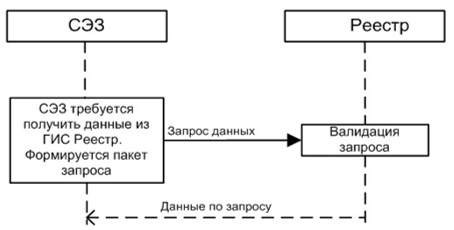 СЭЗ
Реестр
СЭЗ требуется
получить данные из
ГИС Реестр.
Формируется пакет
запроса
Запрос данных
Валидация
запроса
Данные по запросу